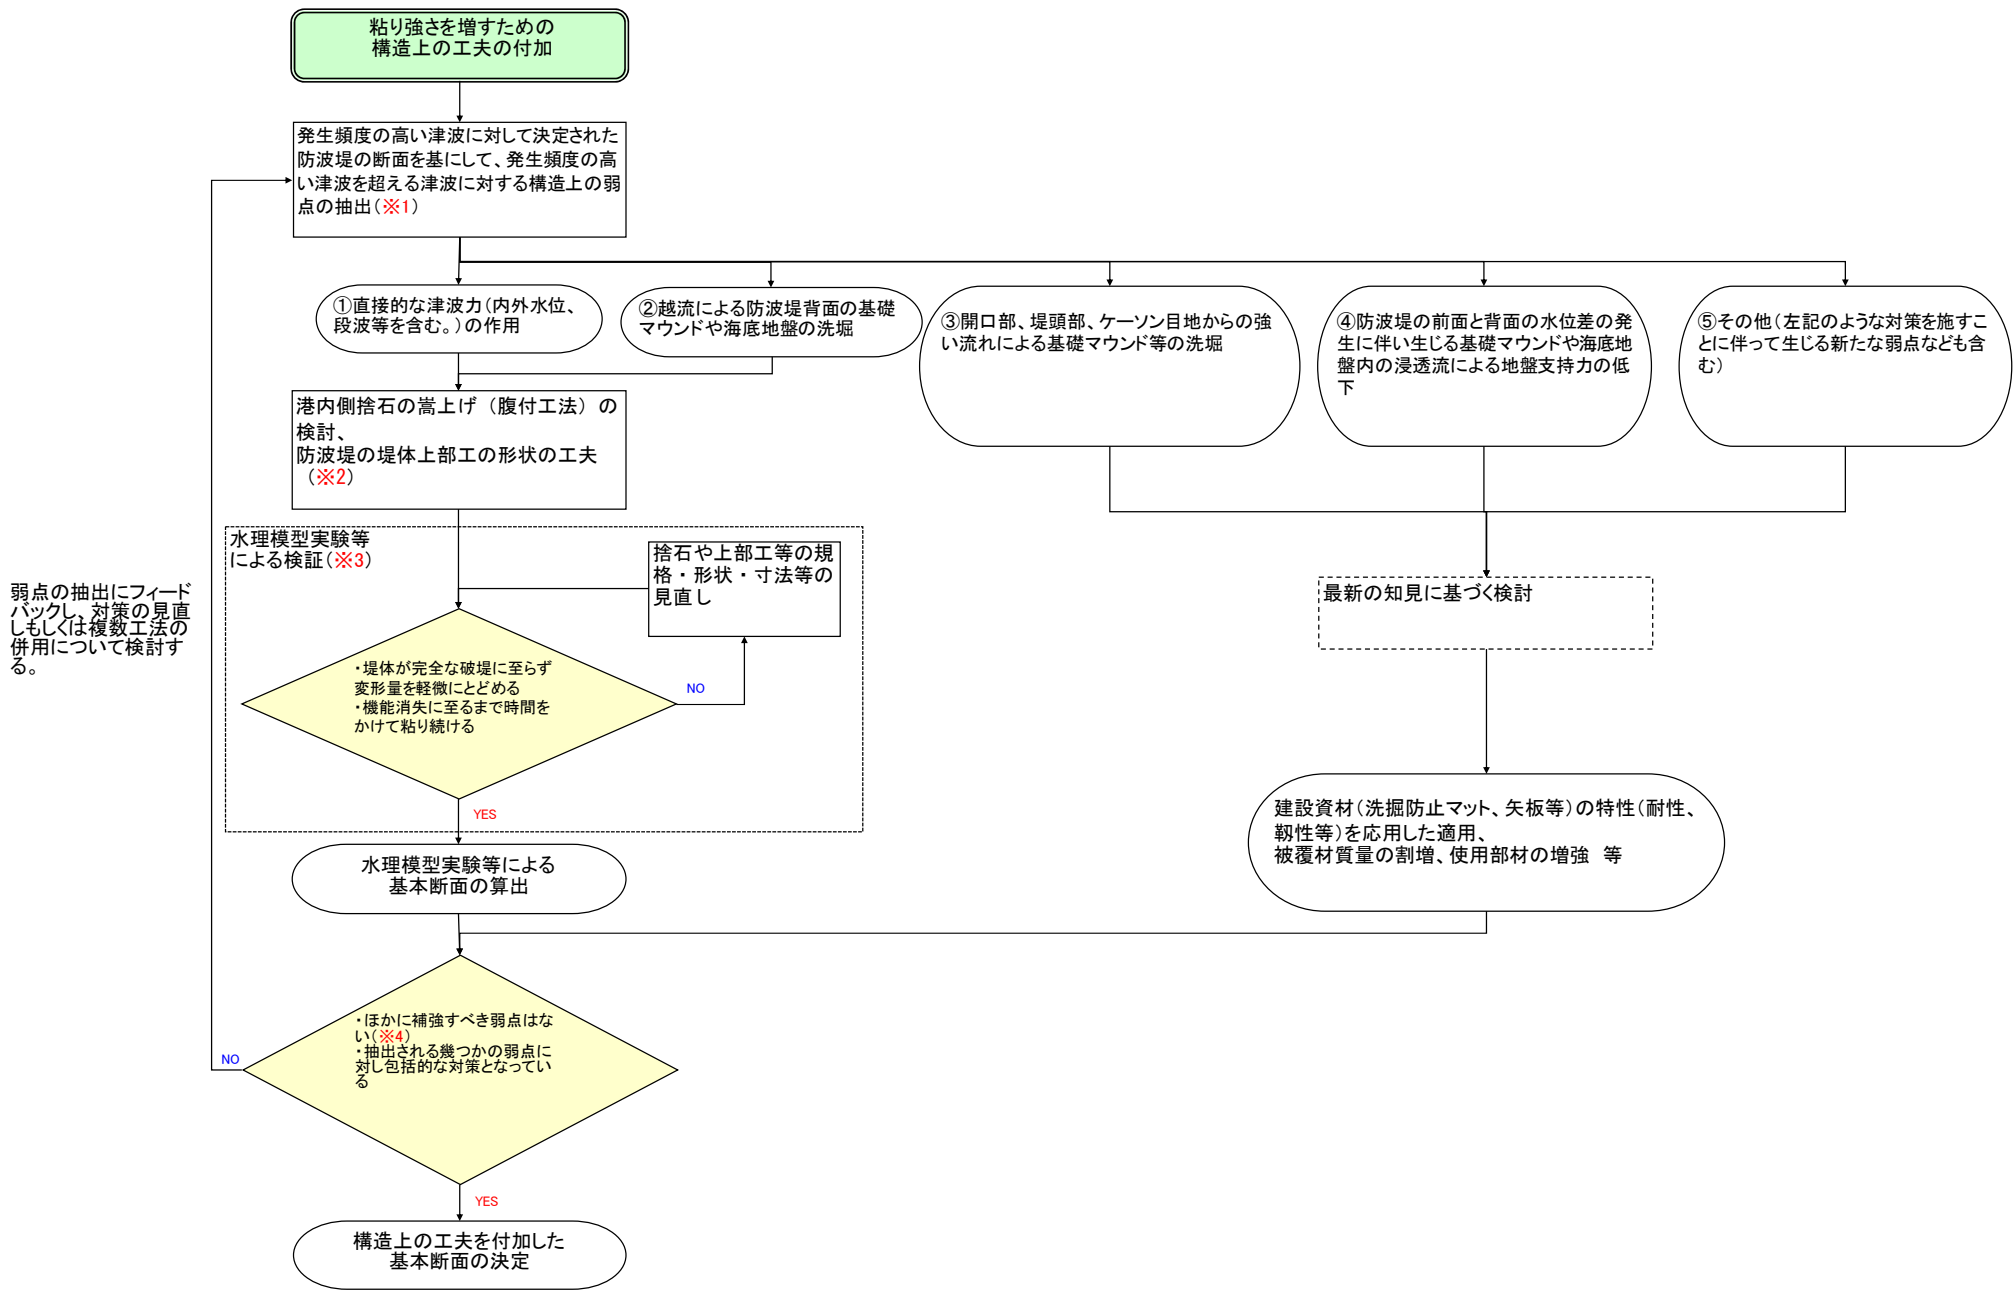 粘り強さを増すための
構造上の工夫の付加
発生頻度の高い津波に対して決定された
防波堤の断面を基にして、発生頻度の高
い津波を超える津波に対する構造上の弱
点の抽出（※1）
①直接的な津波力（内外水位、
段波等を含む。）の作用
②越流による防波堤背面の基礎
マウンドや海底地盤の洗堀
③開口部、堤頭部、ケーソン目地からの強
い流れによる基礎マウンド等の洗堀
④防波堤の前面と背面の水位差の発
生に伴い生じる基礎マウンドや海底地
盤内の浸透流による地盤支持力の低
下
⑤その他（左記のような対策を施すこ
とに伴って生じる新たな弱点なども含
む）
港内側捨石の嵩上げ（腹付工法）の
検討、
防波堤の堤体上部工の形状の工夫
（※2）
水理模型実験等
による検証（※3）
捨石や上部工等の規
格・形状・寸法等の
見直し
弱点の抽出にフィード
バックし、対策の見直
しもしくは複数工法の
併用について検討す
る。
最新の知見に基づく検討
・堤体が完全な破堤に至らず
変形量を軽微にとどめる
・機能消失に至るまで時間を
かけて粘り続ける
NO
YES
建設資材（洗掘防止マット、矢板等）の特性（耐性、
靱性等）を応用した適用、
被覆材質量の割増、使用部材の増強　等
水理模型実験等による
基本断面の算出
・ほかに補強すべき弱点はな
い（※4）
・抽出される幾つかの弱点に
対し包括的な対策となってい
る
NO
YES
構造上の工夫を付加した
基本断面の決定